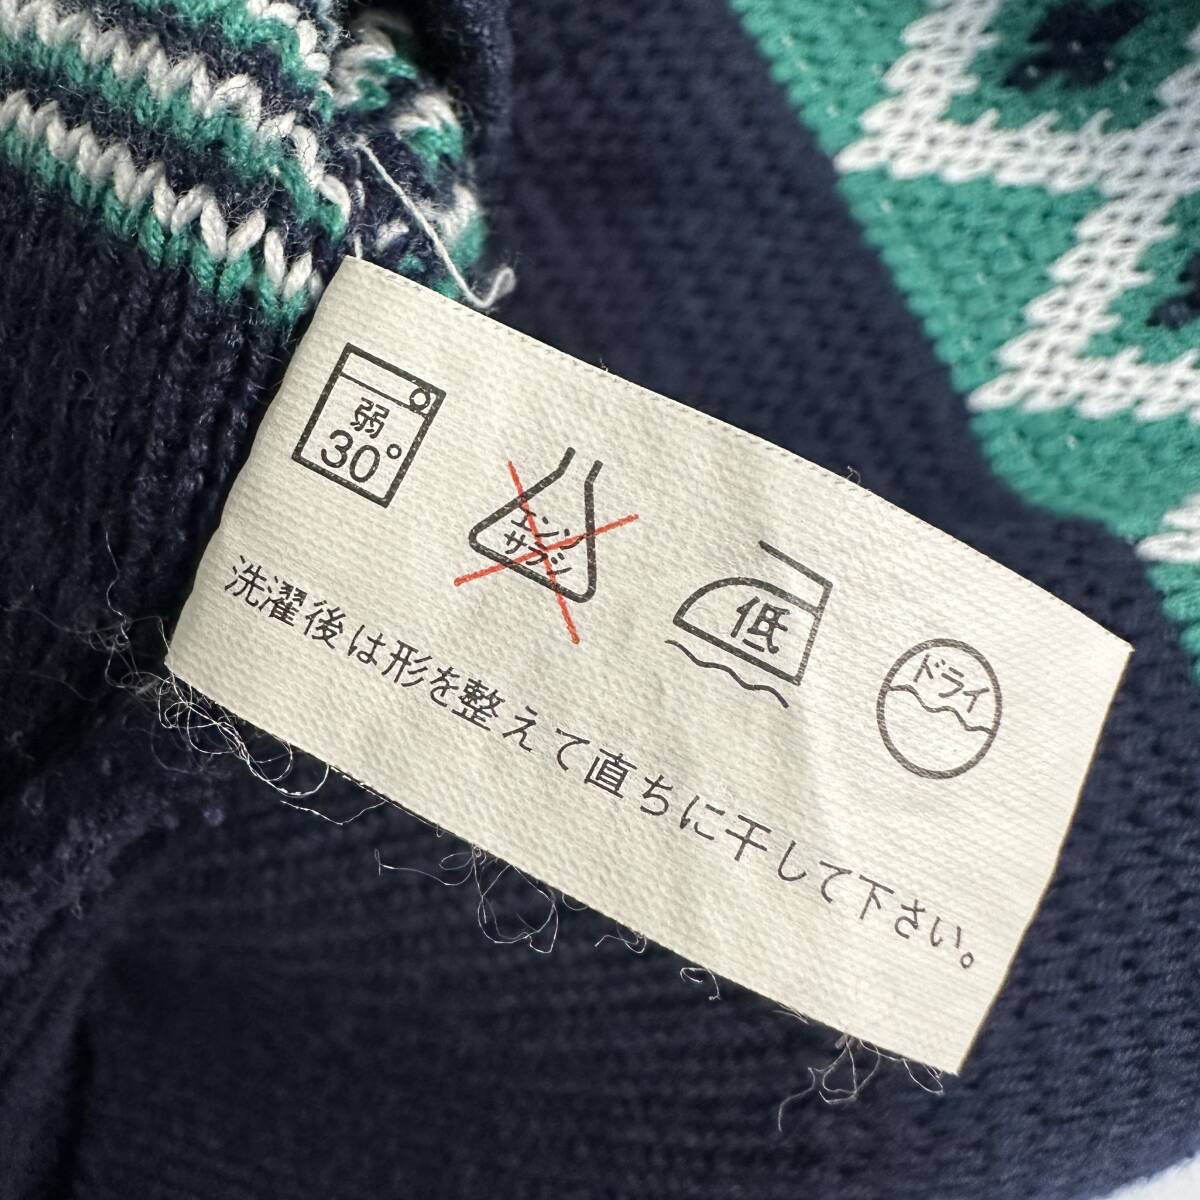 弱
30°
エンソ
サラシ
低
ドライ
洗濯後は形を整えて直ちに干して下さい。